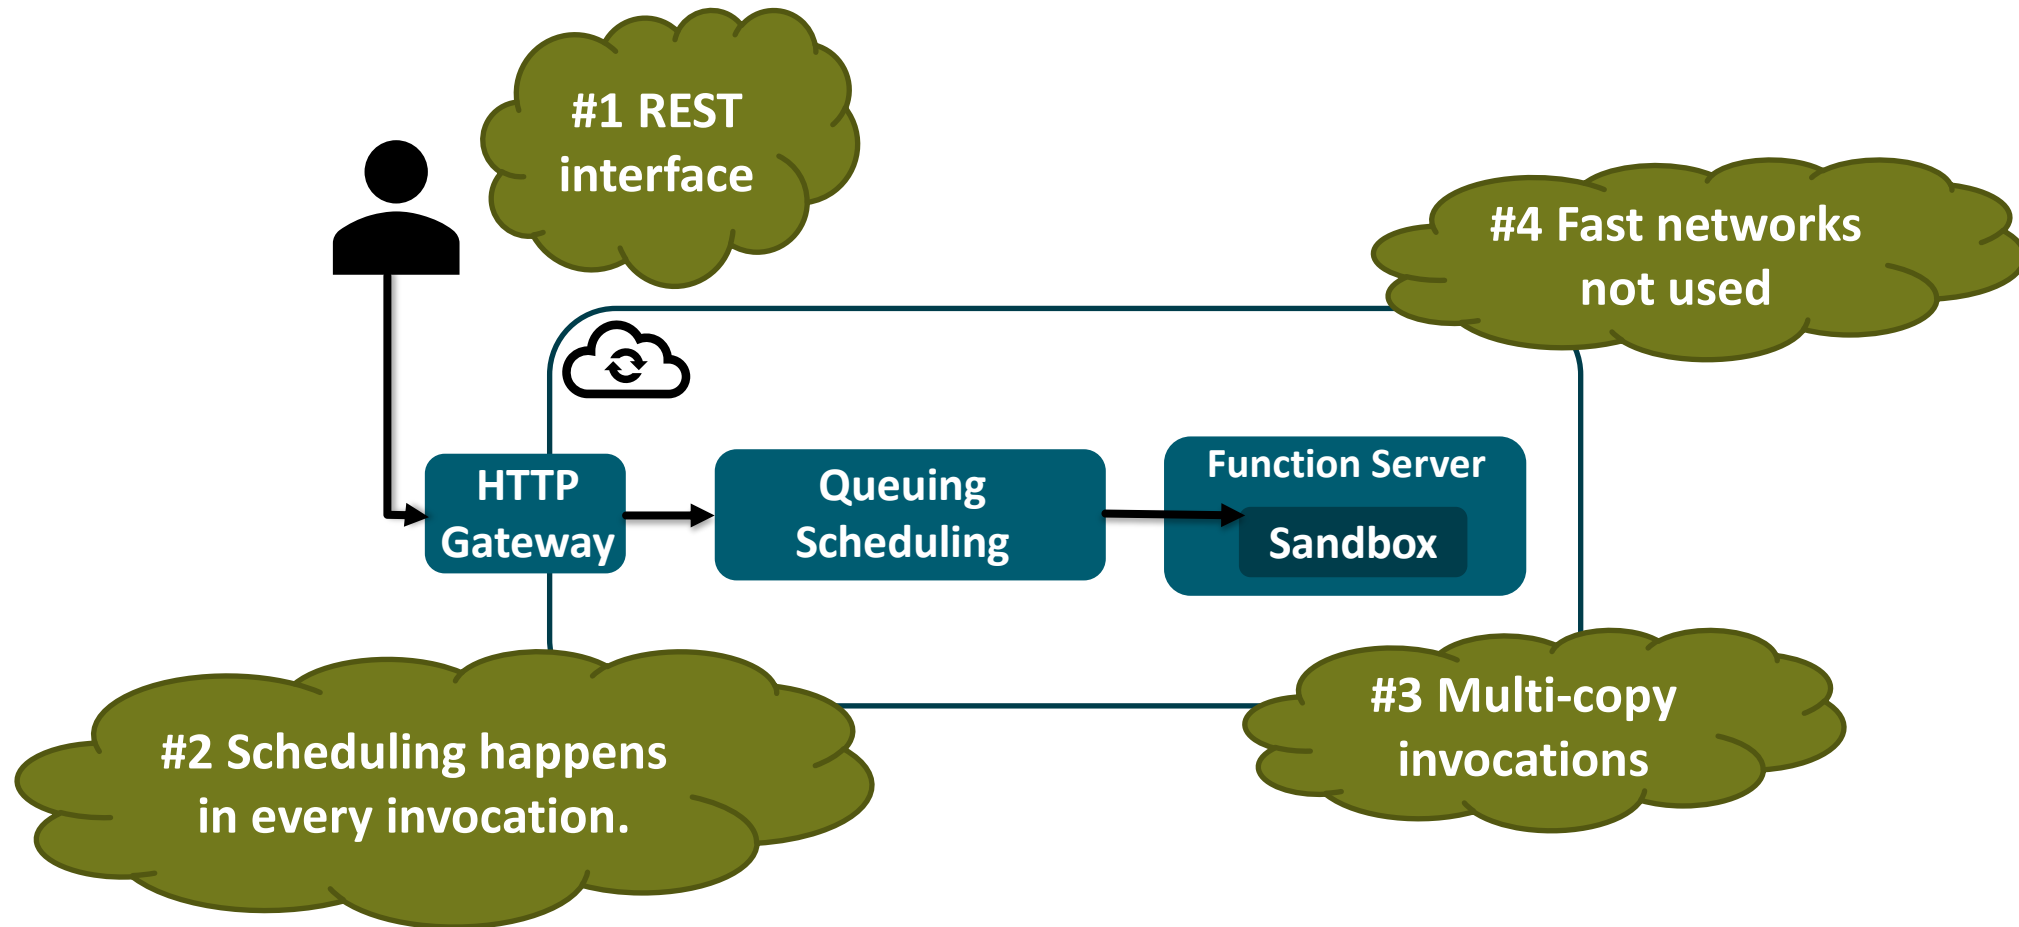 #1 REST
interface
#4 Fast networks
not used
HTTP
Gateway
Queuing
Scheduling
Function Server
Sandbox
#2 Scheduling happens
in every invocation.
#3 Multi-copy
invocations